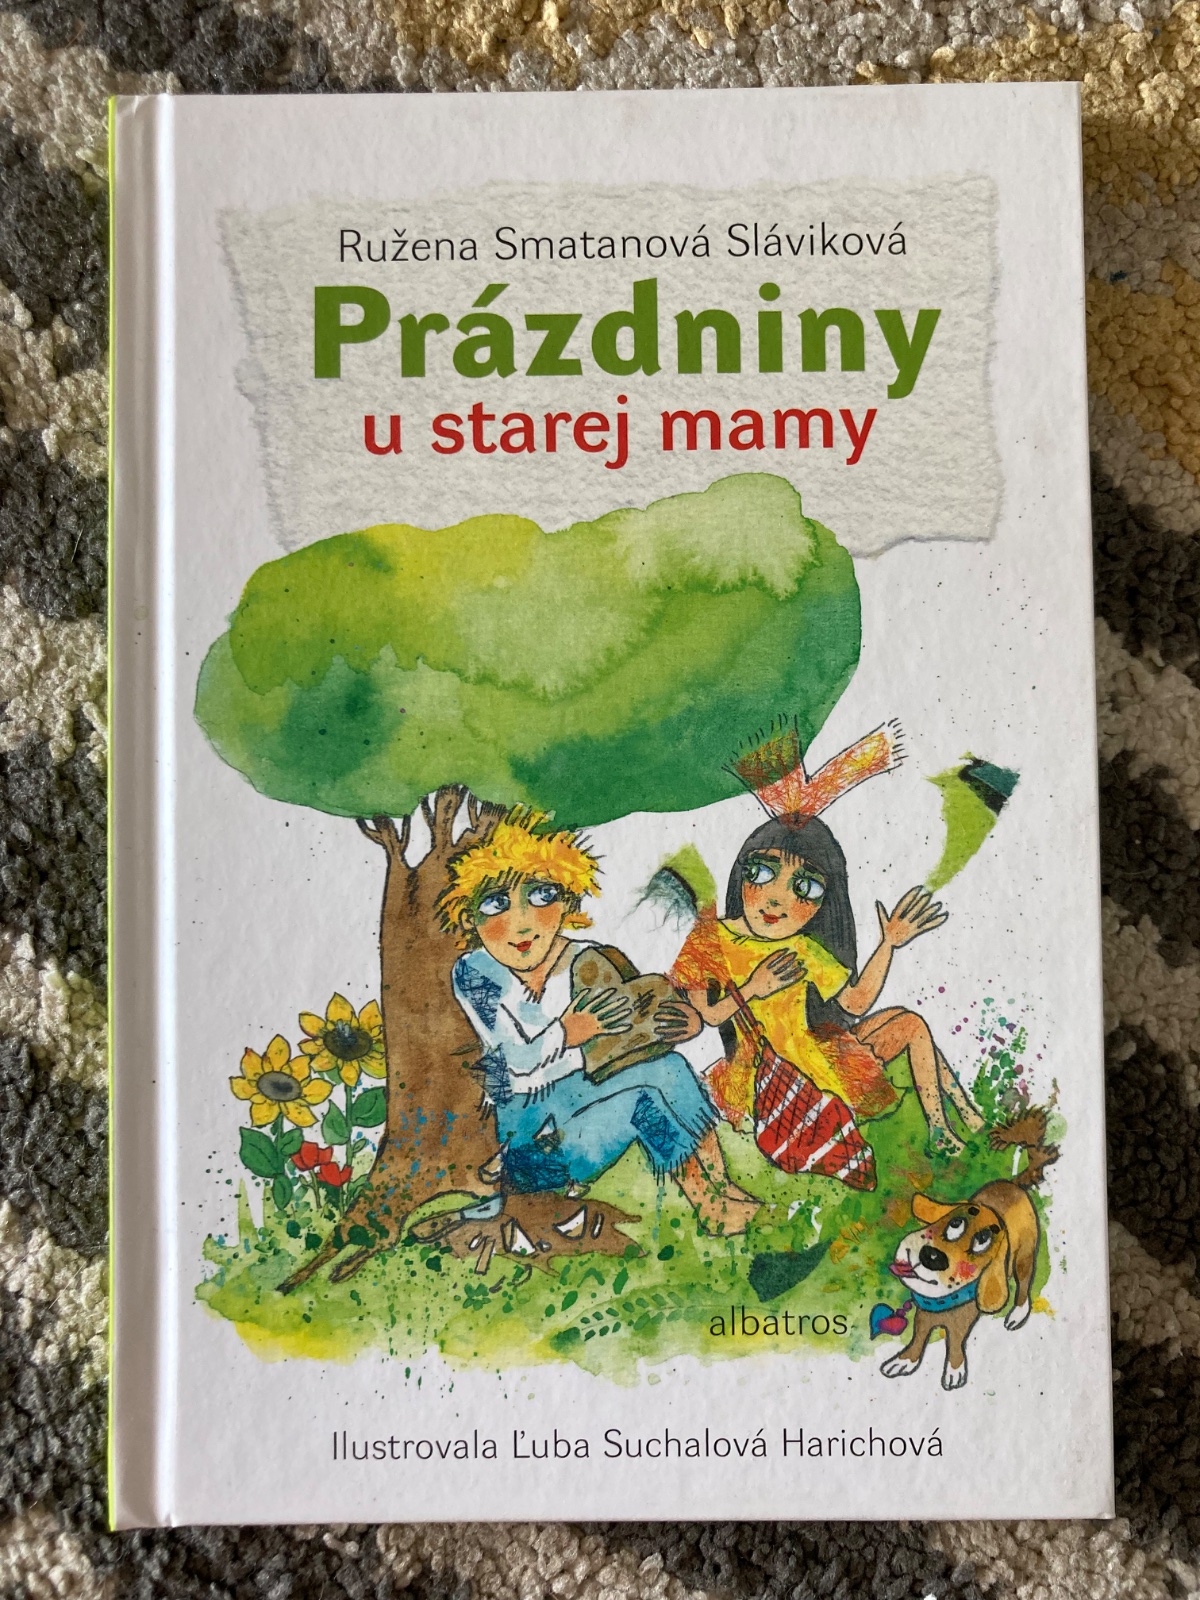 Ružena Smatanová Sláviková
Prázdniny
u starej mamy
albatros
Ilustrovala Ľuba Suchalová Harichová